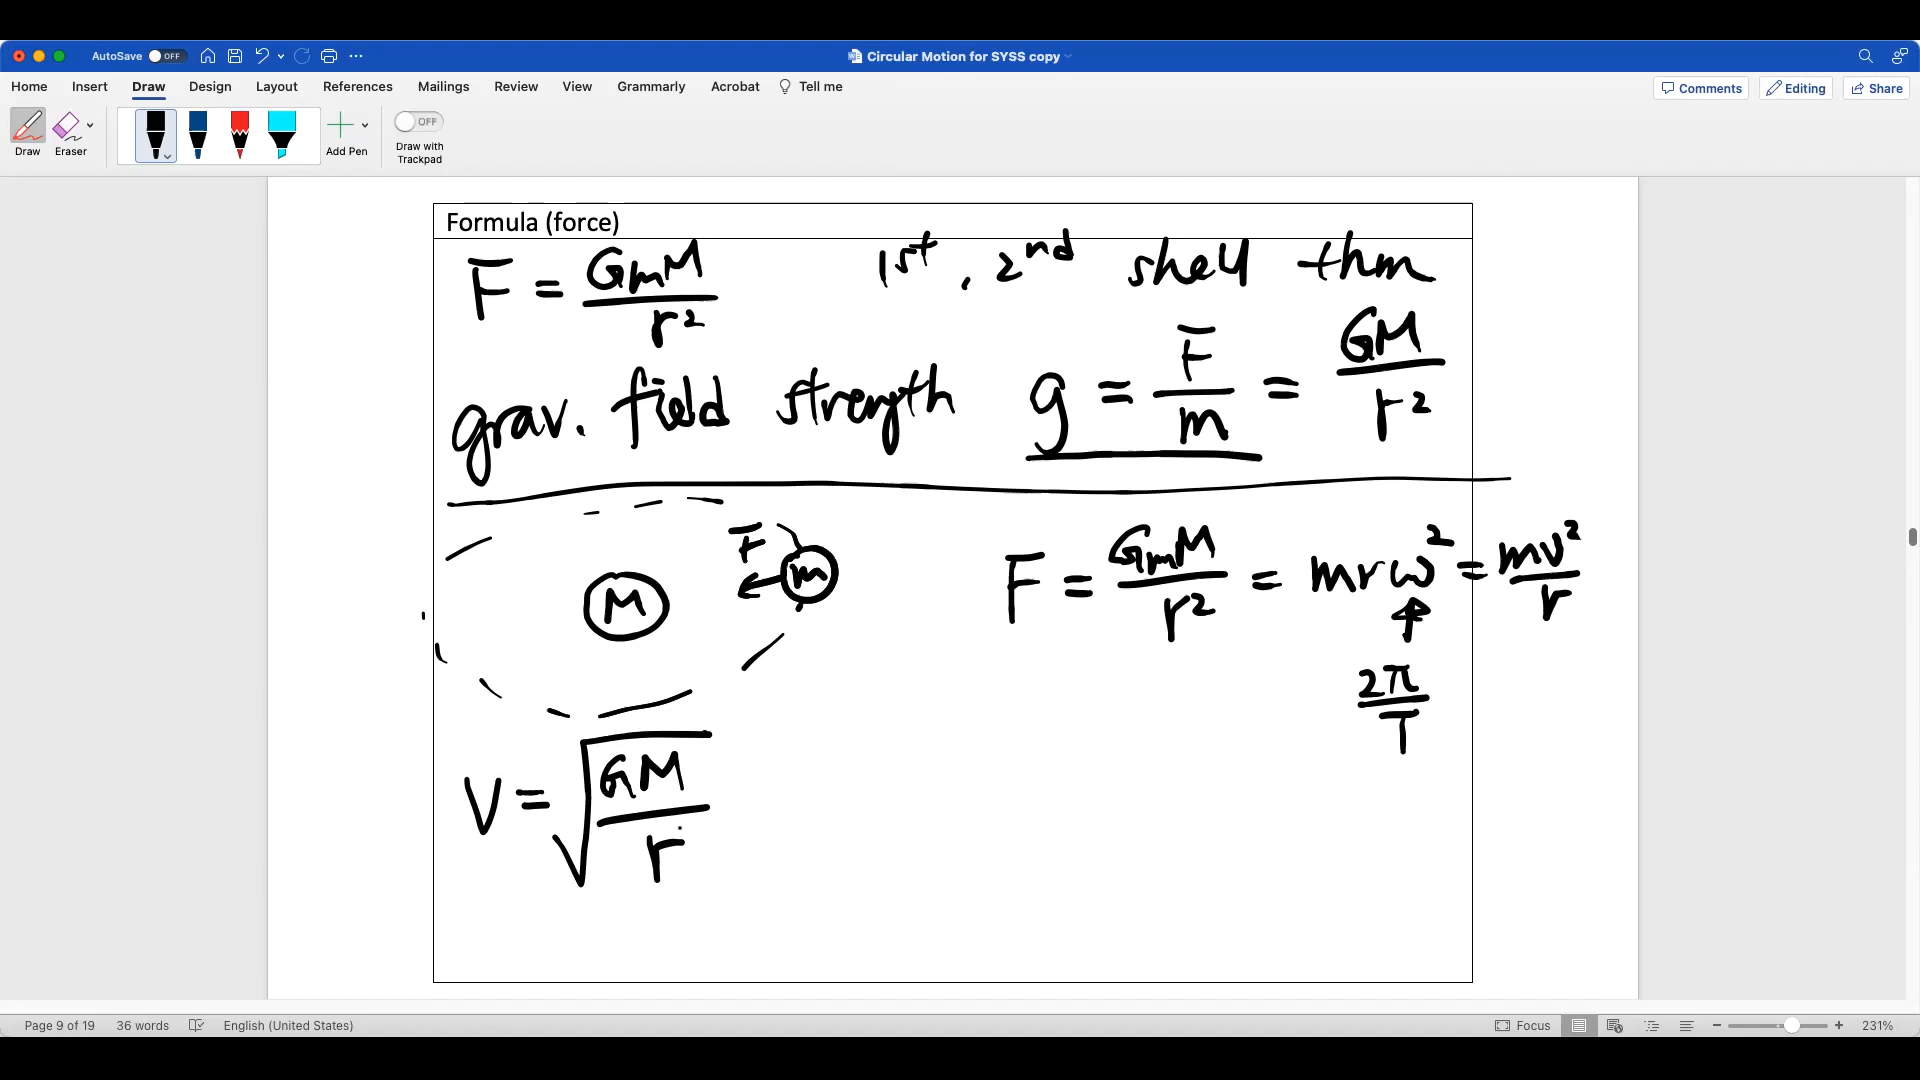 AutoSave OFF
Circular Motion for SYSS copy
Home Insert Draw Design Layout References Mailings Review View Grammarly Acrobat Tell me
Comments Editing Share
OFF
Draw Eraser Add Pen Draw with Trackpad
Formula (force)
F = GmM / r²
1st, 2nd shell thm
grav. field strength g = F / m = GM / r²
F
M
m
F = GmM / r² = mrω² = mv² / r
2π / T
V = √(GM / r)
Page 9 of 19 36 words English (United States) Focus 231%